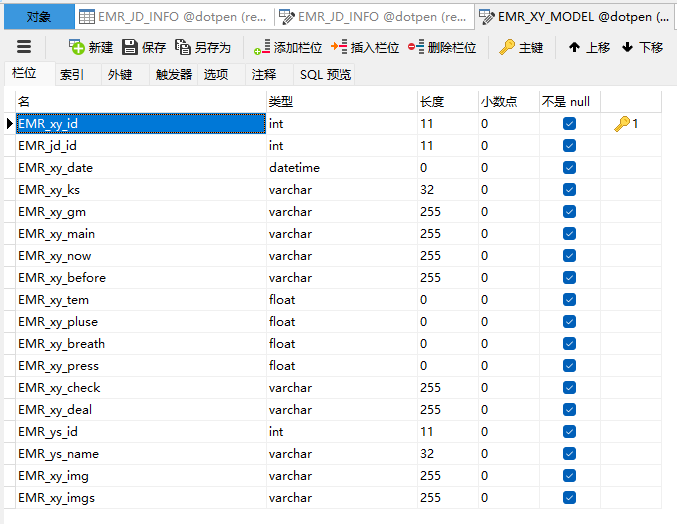 对象 EMR_JD_INFO @dotpen (re... EMR_JD_INFO @dotpen (re... EMR_XY_MODEL @dotpen (...
新建 保存 另存为 添加栏位 插入栏位 删除栏位 主键 上移 下移
栏位 索引 外键 触发器 选项 注释 SQL 预览
名 类型 长度 小数点 不是 null
EMR_xy_id int 11 0 1
EMR_jd_id int 11 0
EMR_xy_date datetime 0 0
EMR_xy_ks varchar 32 0
EMR_xy_gm varchar 255 0
EMR_xy_main varchar 255 0
EMR_xy_now varchar 255 0
EMR_xy_before varchar 255 0
EMR_xy_tem float 0 0
EMR_xy_pluse float 0 0
EMR_xy_breath float 0 0
EMR_xy_press float 0 0
EMR_xy_check varchar 255 0
EMR_xy_deal varchar 255 0
EMR_ys_id int 11 0
EMR_ys_name varchar 32 0
EMR_xy_img varchar 255 0
EMR_xy_imgs varchar 255 0